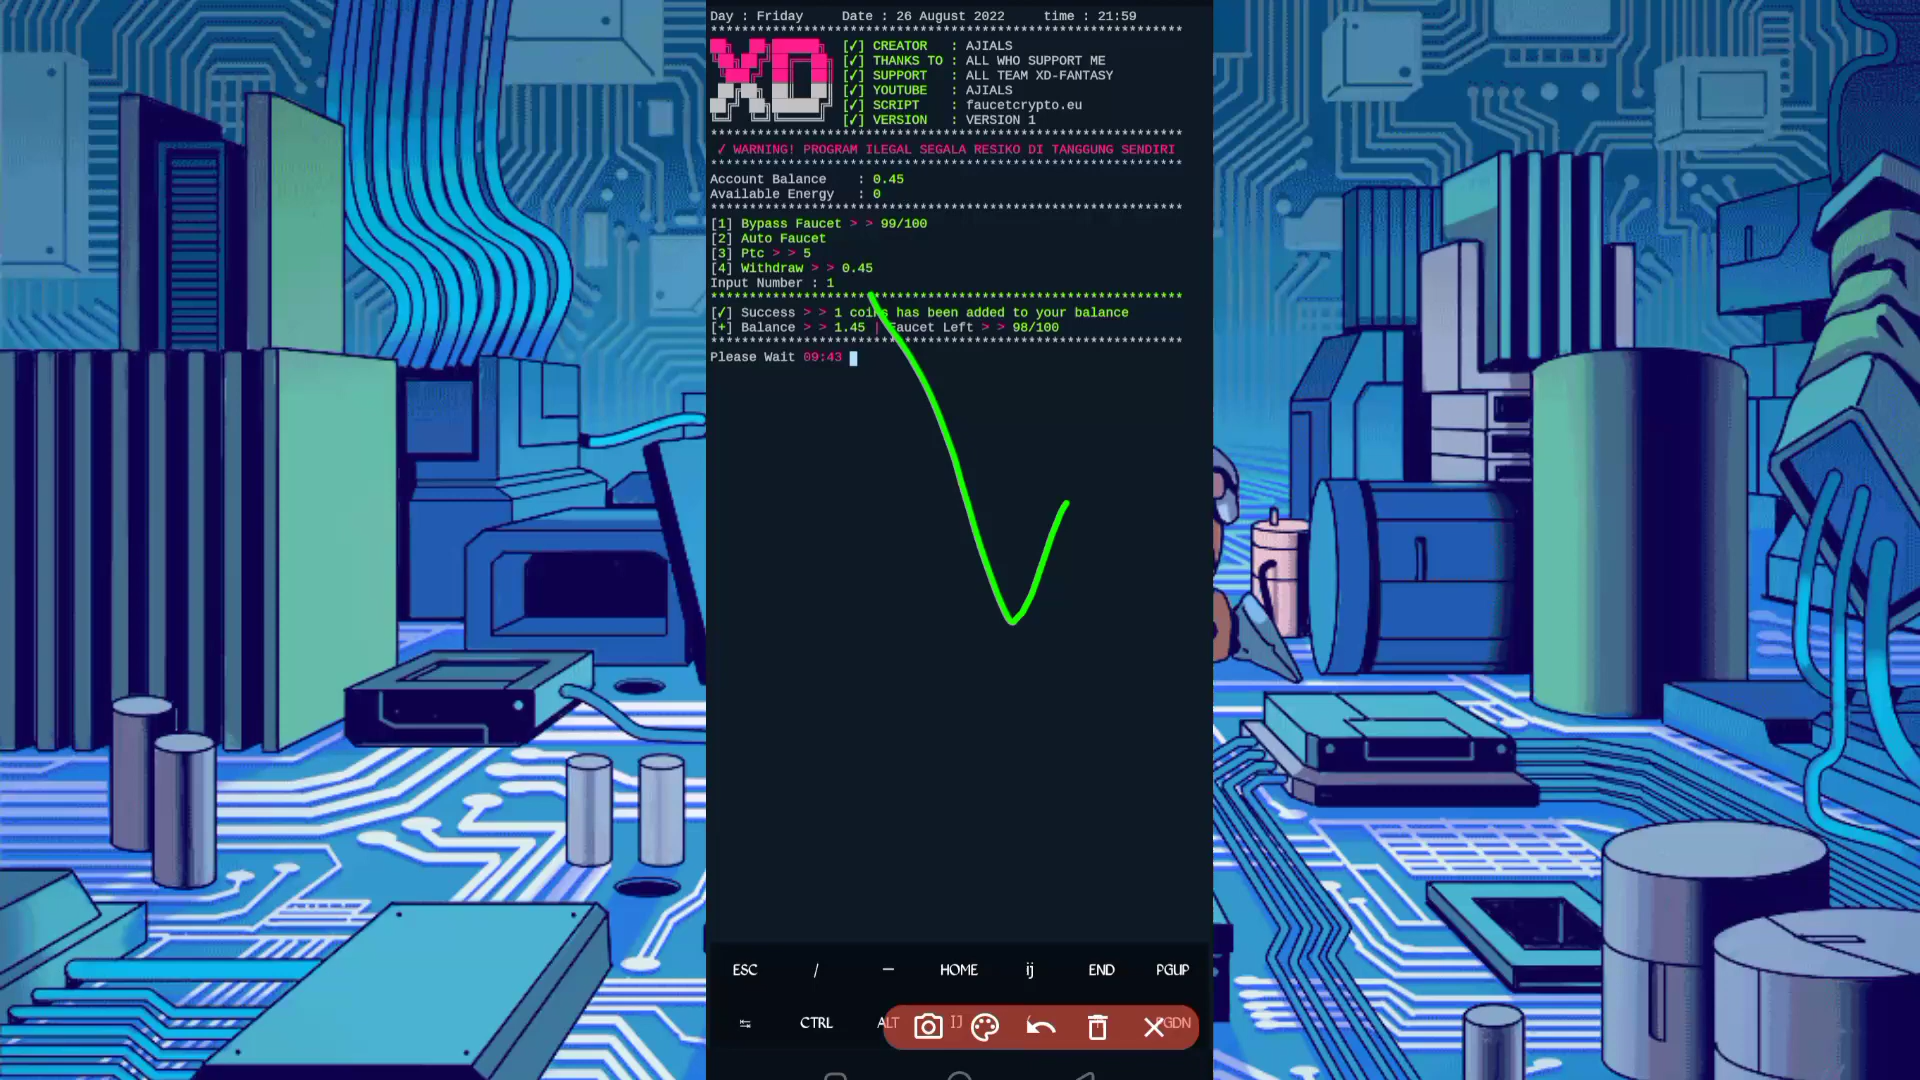 Day : Friday Date : 26 August 2022 time : 21:59
*************************************************************
XD
[✓] CREATOR : AJIALS
[✓] THANKS TO : ALL WHO SUPPORT ME
[✓] SUPPORT : ALL TEAM XD-FANTASY
[✓] YOUTUBE : AJIALS
[✓] SCRIPT : faucetcrypto.eu
[✓] VERSION : VERSION 1
*************************************************************
✓ WARNING! PROGRAM ILEGAL SEGALA RESIKO DI TANGGUNG SENDIRI
*************************************************************
Account Balance : 0.45
Available Energy : 0
*************************************************************
[1] Bypass Faucet > > 99/100
[2] Auto Faucet
[3] Ptc > > 5
[4] Withdraw > > 0.45
Input Number : 1
*************************************************************
[✓] Success > > 1 coins has been added to your balance
[+] Balance > > 1.45 | Faucet Left > > 98/100
*************************************************************
Please Wait 09:43
ESC / — HOME ij END PGUP
CTRL ALT IJ PGDN